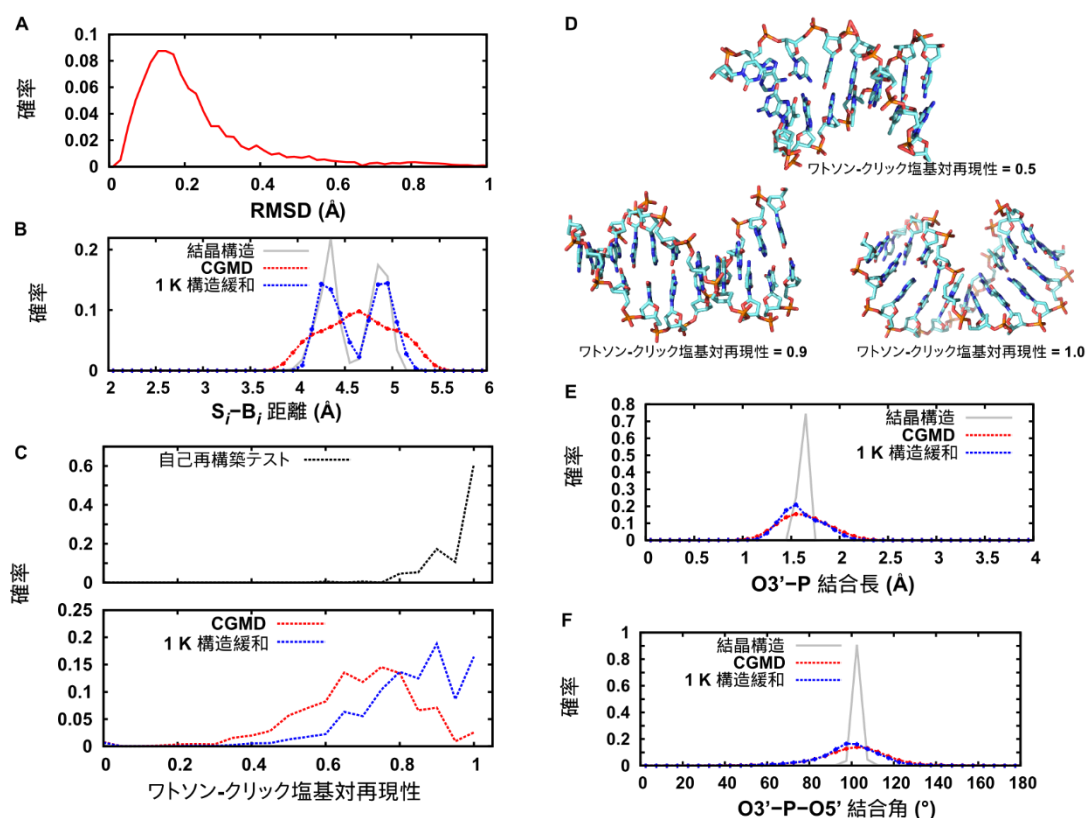 A
確率
0.1
0.08
0.06
0.04
0.02
0
0 0.2 0.4 0.6 0.8 1
RMSD (Å)
B
確率
0.2
0.1
0
結晶構造
CGMD
1 K 構造緩和
2 2.5 3 3.5 4 4.5 5 5.5 6
Si−Bi 距離 (Å)
C
確率
自己再構築テスト
0.6
0.4
0.2
0
CGMD
1 K 構造緩和
0.25
0.2
0.15
0.1
0.05
0
0 0.2 0.4 0.6 0.8 1
ワトソン-クリック塩基対再現性
D
ワトソン-クリック塩基対再現性 = 0.5
ワトソン-クリック塩基対再現性 = 0.9
ワトソン-クリック塩基対再現性 = 1.0
E
確率
0.8
0.7
0.6
0.5
0.4
0.3
0.2
0.1
0
結晶構造
CGMD
1 K 構造緩和
0 0.5 1 1.5 2 2.5 3 3.5 4
O3’−P 結合長 (Å)
F
確率
1
0.8
0.6
0.4
0.2
0
結晶構造
CGMD
1 K 構造緩和
0 20 40 60 80 100 120 140 160 180
O3’−P−O5’ 結合角 (°)